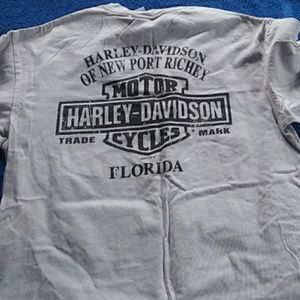 HARLEY-DAVIDSON
OF NEW PORT RICHEY
MOTOR
HARLEY-DAVIDSON
TRADE MARK
CYCLES
FLORIDA